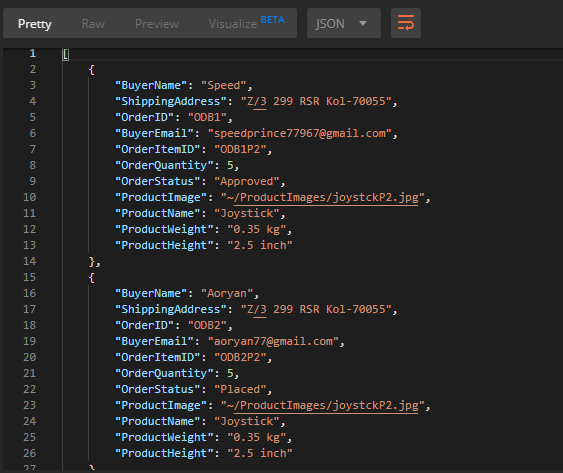 Pretty Raw Preview Visualize BETA JSON
1 [
2 {
3 "BuyerName": "Speed",
4 "ShippingAddress": "Z/3 299 RSR Kol-70055",
5 "OrderID": "ODB1",
6 "BuyerEmail": "speedprince77967@gmail.com",
7 "OrderItemID": "ODB1P2",
8 "OrderQuantity": 5,
9 "OrderStatus": "Approved",
10 "ProductImage": "~/ProductImages/joystckP2.jpg",
11 "ProductName": "Joystick",
12 "ProductWeight": "0.35 kg",
13 "ProductHeight": "2.5 inch"
14 },
15 {
16 "BuyerName": "Aoryan",
17 "ShippingAddress": "Z/3 299 RSR Kol-70055",
18 "OrderID": "ODB2",
19 "BuyerEmail": "aoryan77@gmail.com",
20 "OrderItemID": "ODB2P2",
21 "OrderQuantity": 5,
22 "OrderStatus": "Placed",
23 "ProductImage": "~/ProductImages/joystckP2.jpg",
24 "ProductName": "Joystick",
25 "ProductWeight": "0.35 kg",
26 "ProductHeight": "2.5 inch"
27 }